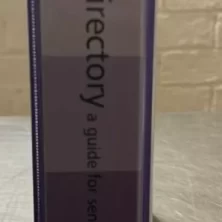 irectory a guide for sen